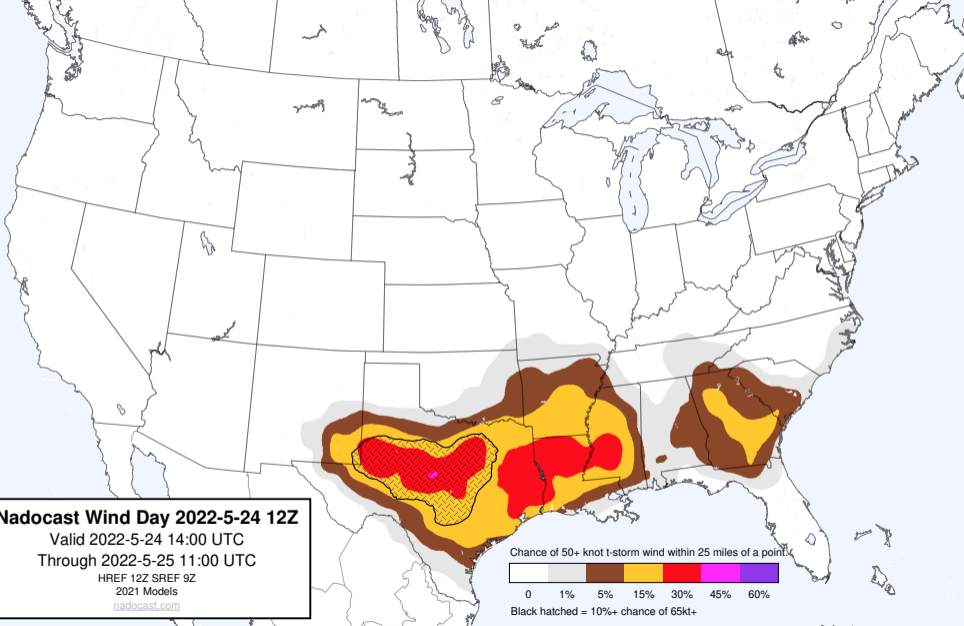 Nadocast Wind Day 2022-5-24 12Z
Valid 2022-5-24 14:00 UTC
Through 2022-5-25 11:00 UTC
HREF 12Z SREF 9Z
2021 Models
nadocast.com
Chance of 50+ knot t-storm wind within 25 miles of a point.
0 1% 5% 15% 30% 45% 60%
Black hatched = 10%+ chance of 65kt+